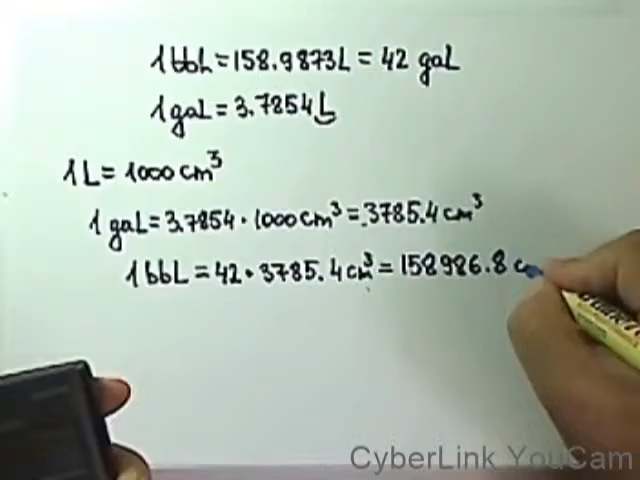 1 bbL = 158.9873L = 42 gaL
1 gaL = 3.7854 L
1 L = 1000 cm³
1 gaL = 3.7854 · 1000 cm³ = 3785.4 cm³
1 bbL = 42 · 3785.4 cm³ = 158986.8 c
CyberLink YouCam